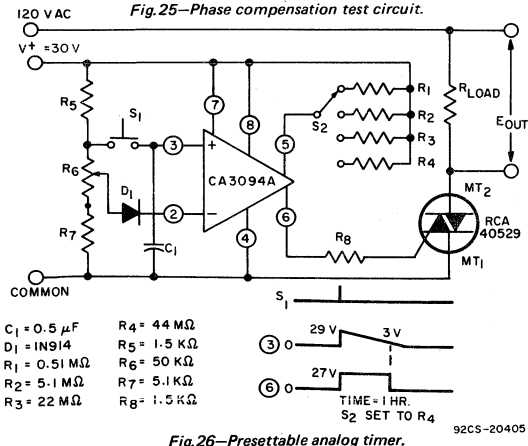 Fig.25—Phase compensation test circuit.
120 VAC
V+ = 30 V
R5
S1
7
8
3
+
CA3094A
2
−
5
6
4
R6
D1
R7
C1
COMMON
S2
R1
R2
R3
R4
RLOAD
EOUT
MT2
RCA
40529
MT1
R8
S1
29 V
3 V
3 0
27V
6 0
TIME = 1 HR.
S2 SET TO R4
C1 = 0.5 μF
D1 = 1N914
R1 = 0.51 MΩ
R2 = 5.1 MΩ
R3 = 22 MΩ
R4 = 44 MΩ
R5 = 1.5 KΩ
R6 = 50 KΩ
R7 = 5.1 KΩ
R8 = 1.5 KΩ
92CS-20405
Fig.26—Presettable analog timer.